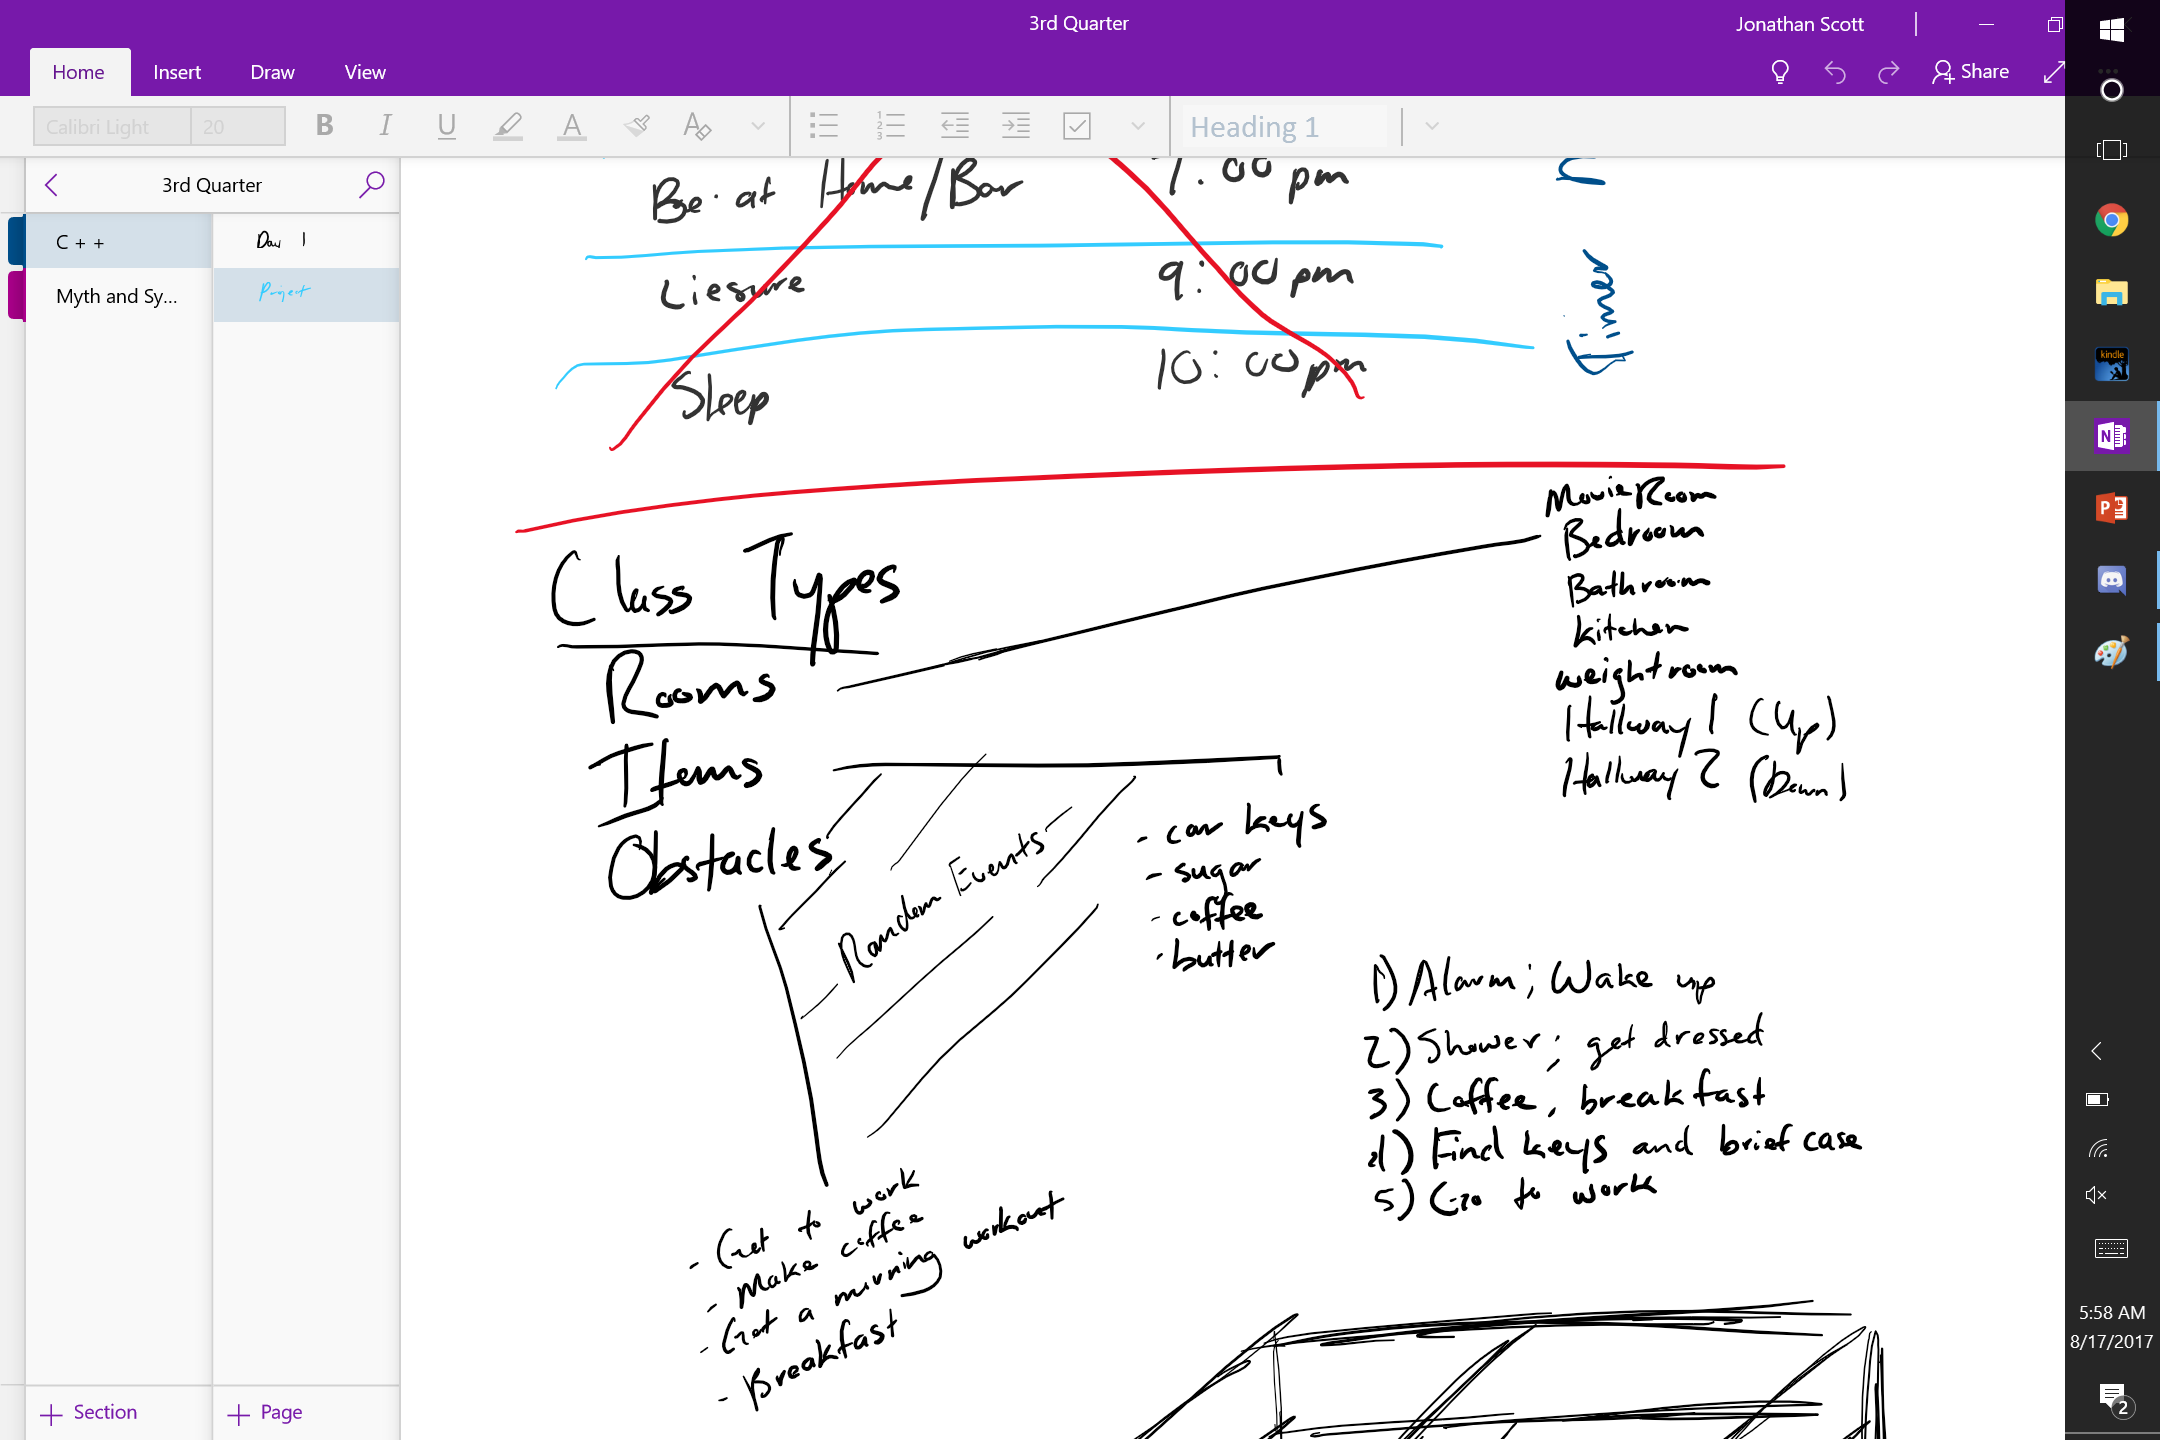 3rd Quarter
Jonathan Scott
Home Insert Draw View
Share
Calibri Light 20
B I U A A
Heading 1
3rd Quarter
C + +
Myth and Sy...
Day 1
Project
Be at Home/Bar 7:00 pm
Liesure 9:00 pm
Sleep 10:00 pm
Time
Class Types
Rooms
Items
Obstacles
Movie Room
Bedroom
Bathroom
kitchen
weightroom
Hallway 1 (Up)
Hallway 2 (Down)
Random Events
- car keys
- sugar
- coffee
- butter
1) Alarm; Wake up
2) Shower; get dressed
3) Coffee, breakfast
4) Find keys and brief case
5) Go to work
- Get to work
- Make coffee
- Get a morning workout
- Breakfast
+ Section
+ Page
kindle
5:58 AM
8/17/2017
2